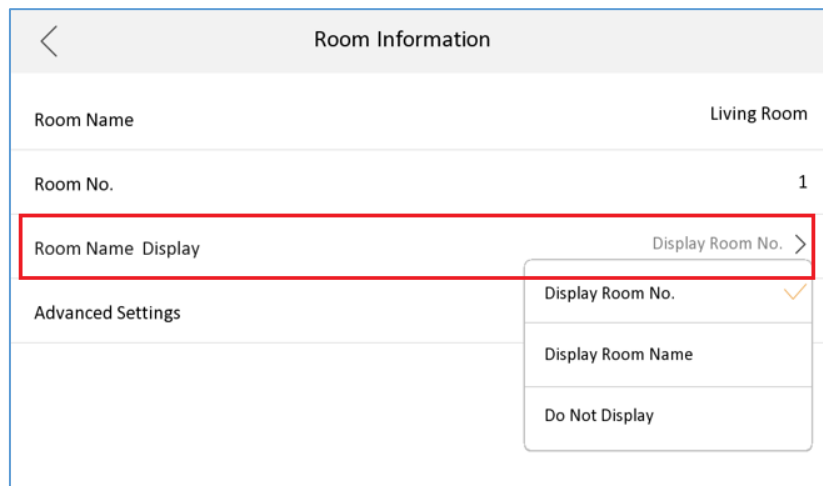 Room Information
Room Name Living Room
Room No. 1
Room Name Display Display Room No.
Display Room No.
Advanced Settings
Display Room Name
Do Not Display